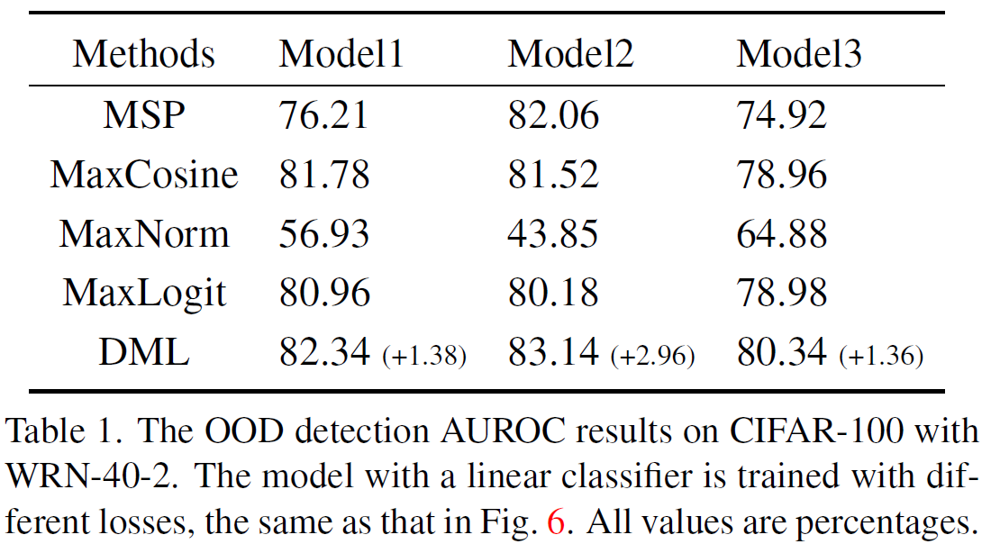 Methods Model1 Model2 Model3
MSP 76.21 82.06 74.92
MaxCosine 81.78 81.52 78.96
MaxNorm 56.93 43.85 64.88
MaxLogit 80.96 80.18 78.98
DML 82.34 (+1.38) 83.14 (+2.96) 80.34 (+1.36)
Table 1. The OOD detection AUROC results on CIFAR-100 with
WRN-40-2. The model with a linear classifier is trained with dif-
ferent losses, the same as that in Fig. 6. All values are percentages.